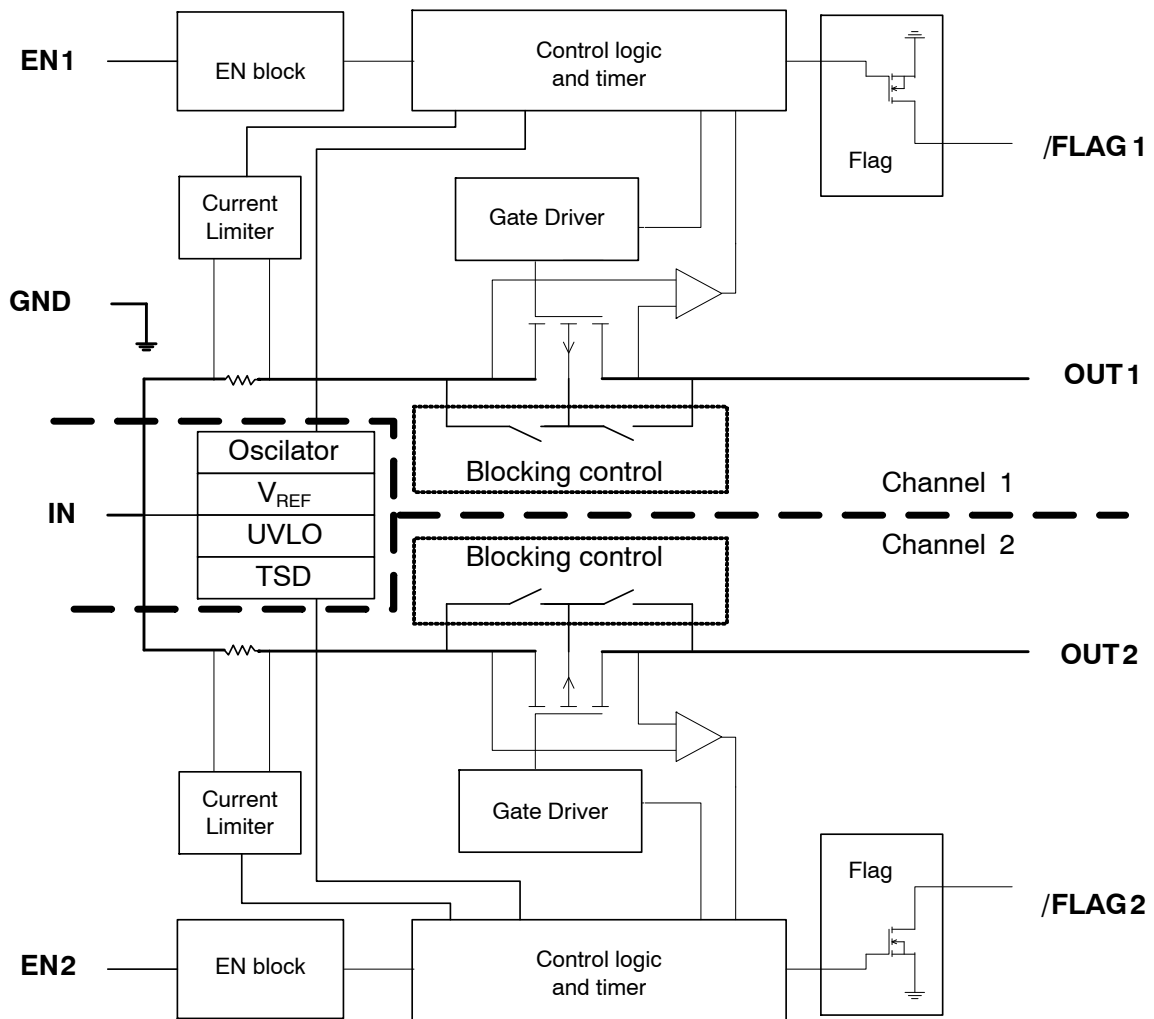 EN1
EN block
Control logic
and timer
Flag
/FLAG1
Current
Limiter
Gate Driver
GND
OUT1
Oscilator
VREF
UVLO
TSD
IN
Blocking control
Channel 1
Channel 2
Blocking control
OUT2
Current
Limiter
Gate Driver
Flag
/FLAG2
EN2
EN block
Control logic
and timer